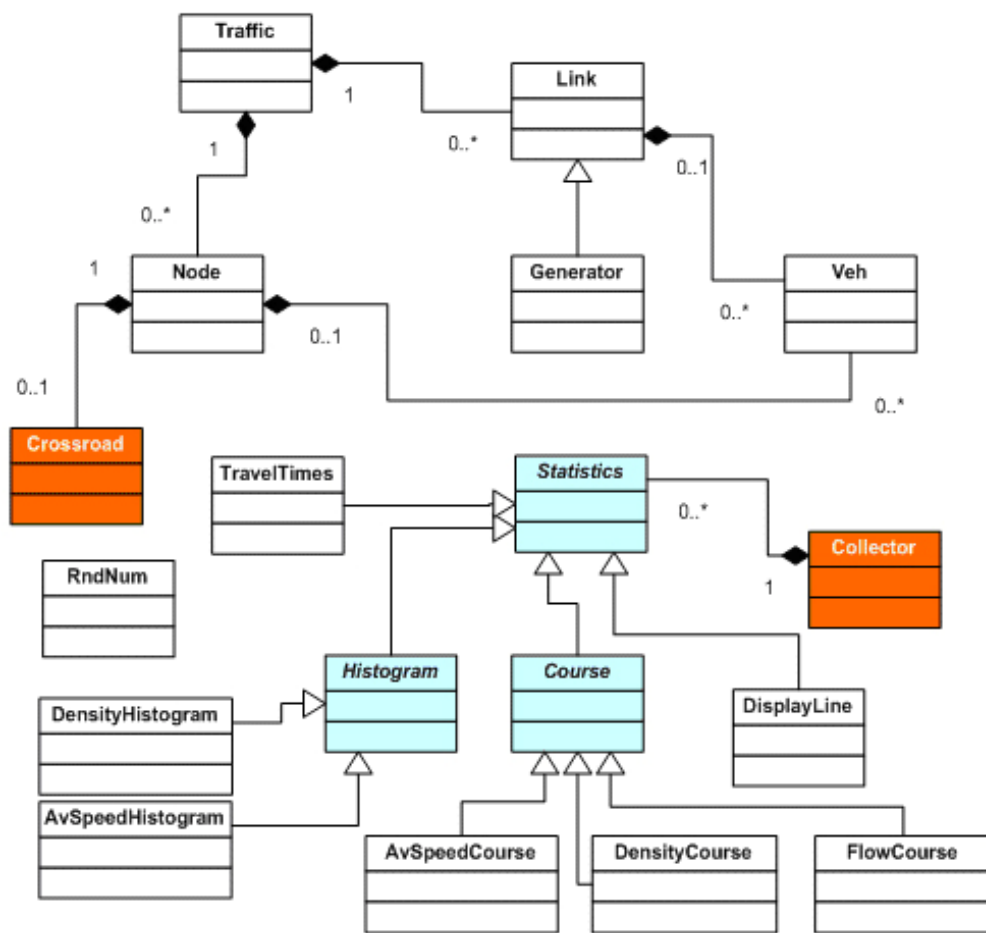 Traffic
Link
1
0..*
1
0..1
0..*
Node
Generator
Veh
1
0..1
0..*
0..1
0..*
Crossroad
TravelTimes
Statistics
0..*
Collector
1
RndNum
Histogram
Course
DisplayLine
DensityHistogram
AvSpeedHistogram
AvSpeedCourse
DensityCourse
FlowCourse